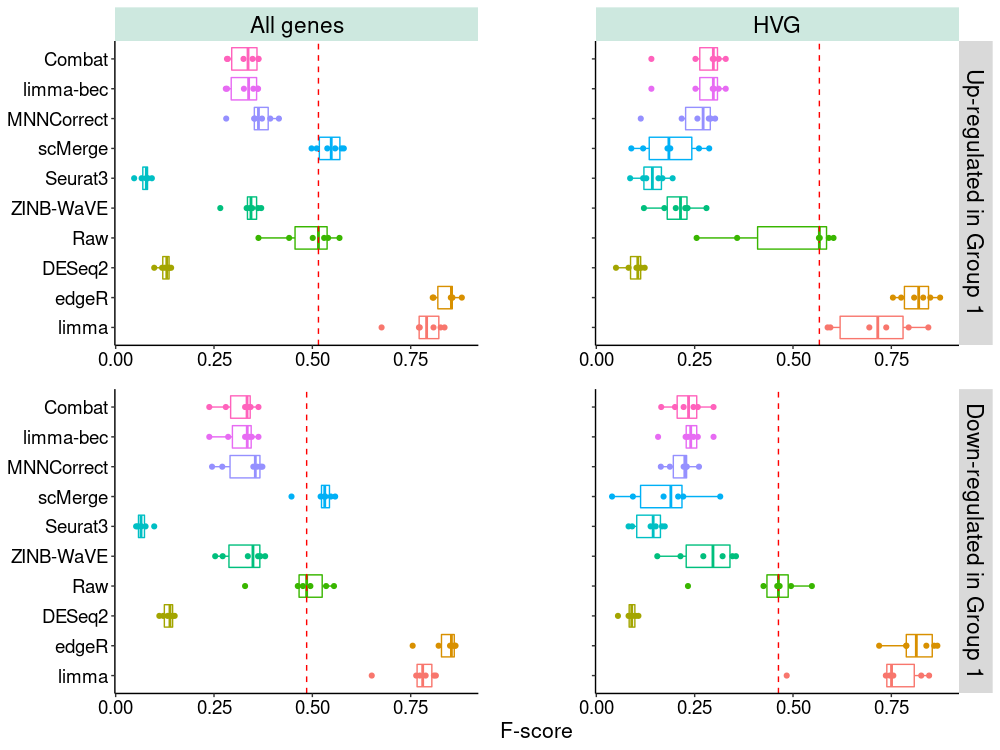 All genes
HVG
Combat
limma-bec
MNNCorrect
scMerge
Seurat3
ZINB-WaVE
Raw
DESeq2
edgeR
limma
Up-regulated in Group 1
0.00 0.25 0.50 0.75
0.00 0.25 0.50 0.75
Combat
limma-bec
MNNCorrect
scMerge
Seurat3
ZINB-WaVE
Raw
DESeq2
edgeR
limma
Down-regulated in Group 1
0.00 0.25 0.50 0.75
0.00 0.25 0.50 0.75
F-score